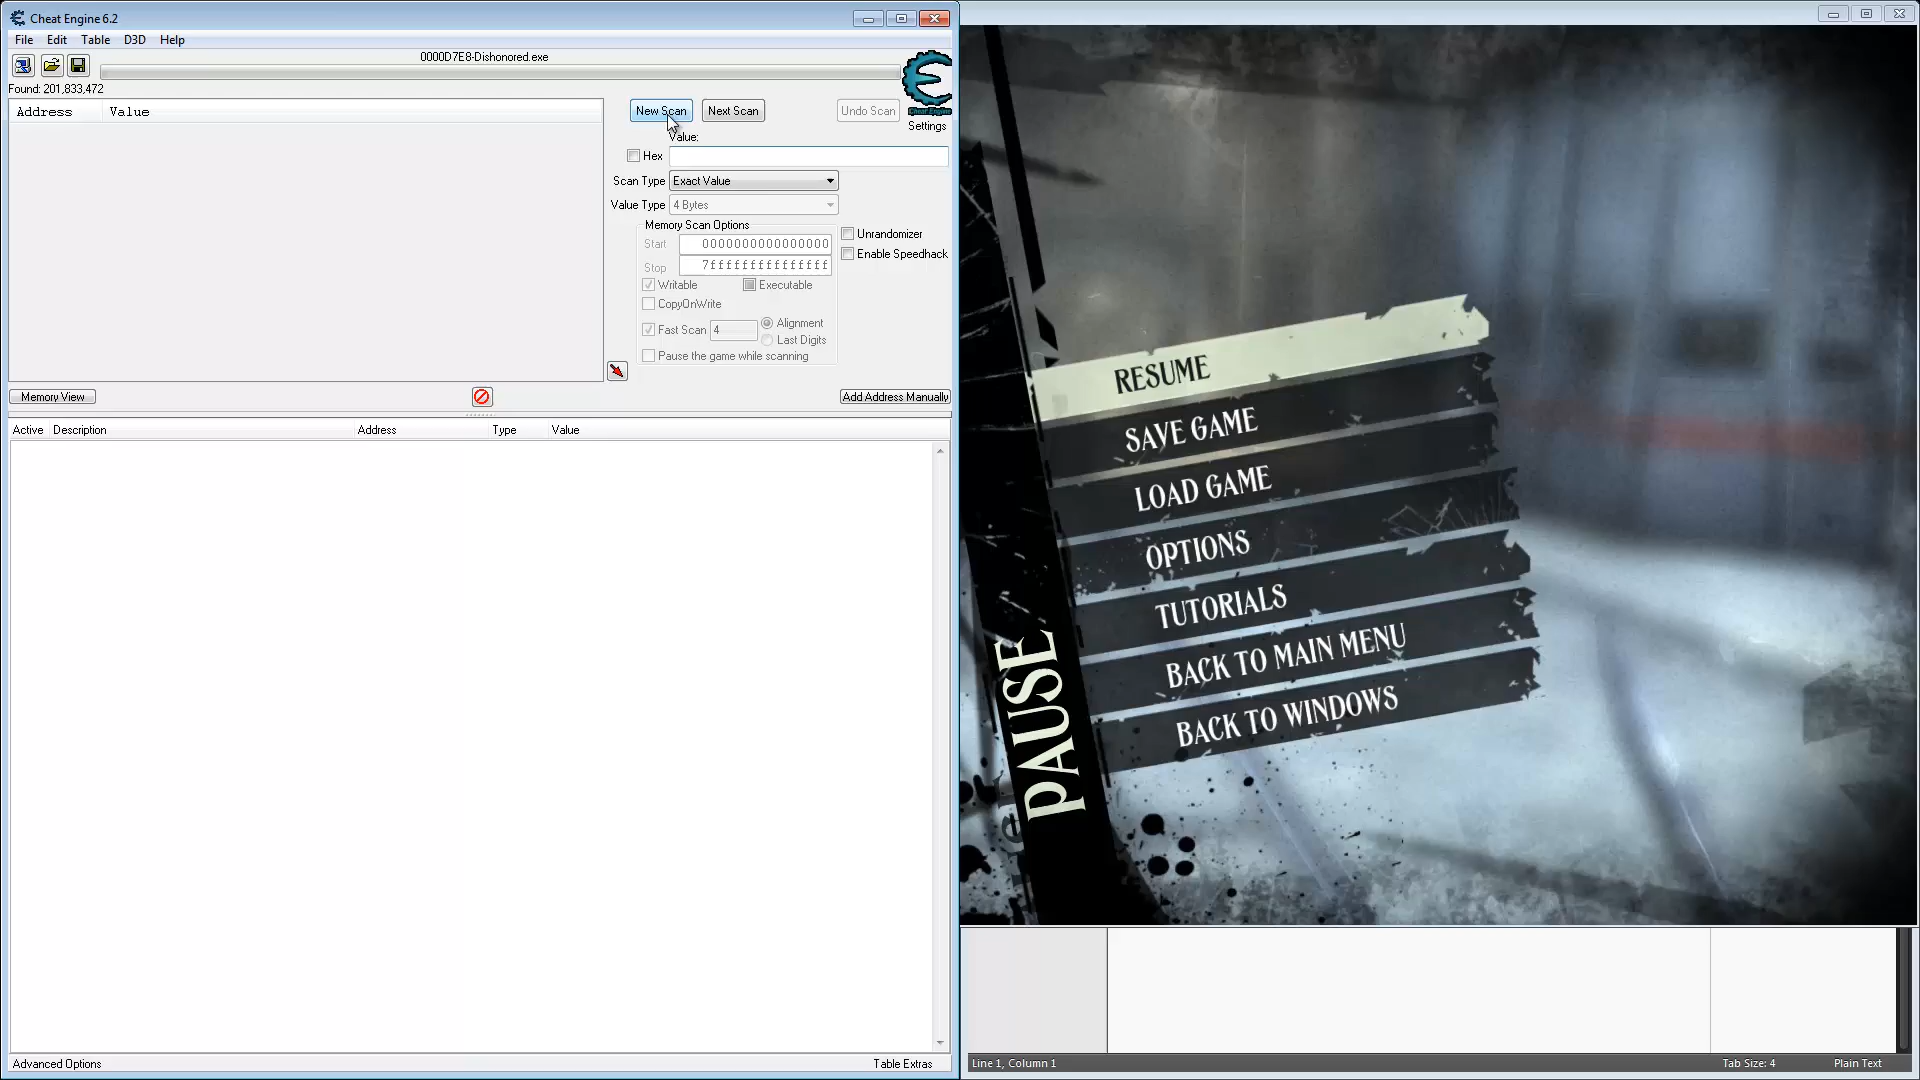 Cheat Engine 6.2
File Edit Table D3D Help
0000D7E8-Dishonored.exe
Found: 201,833,472
Address Value
New Scan Next Scan Undo Scan
Cheat Engine
Settings
Value:
Hex
Scan Type Exact Value
Value Type 4 Bytes
Memory Scan Options
Start 0000000000000000
Stop 7fffffffffffffff
Unrandomizer
Enable Speedhack
Writable Executable
CopyOnWrite
Fast Scan 4 Alignment
Last Digits
Pause the game while scanning
Memory View Add Address Manually
Active Description Address Type Value
Advanced Options Table Extras
PAUSE
RESUME
SAVE GAME
LOAD GAME
OPTIONS
TUTORIALS
BACK TO MAIN MENU
BACK TO WINDOWS
Line 1, Column 1 Tab Size: 4 Plain Text